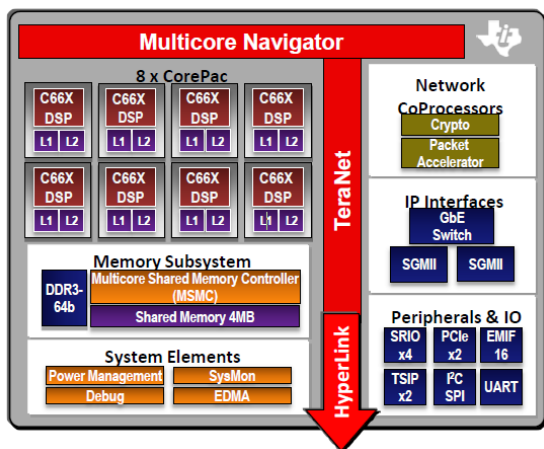 Multicore Navigator
8 x CorePac
C66X C66X C66X C66X
DSP DSP DSP DSP
L1 L2 L1 L2 L1 L2 L1 L2
C66X C66X C66X C66X
DSP DSP DSP DSP
L1 L2 L1 L2 L1 L2 L1 L2
Memory Subsystem
DDR3-
64b
Multicore Shared Memory Controller
(MSMC)
Shared Memory 4MB
System Elements
Power Management SysMon
Debug EDMA
TeraNet
HyperLink
Network
CoProcessors
Crypto
Packet
Accelerator
IP Interfaces
GbE
Switch
SGMII SGMII
Peripherals & IO
SRIO PCIe EMIF
x4 x2 16
TSIP I²C UART
x2 SPI